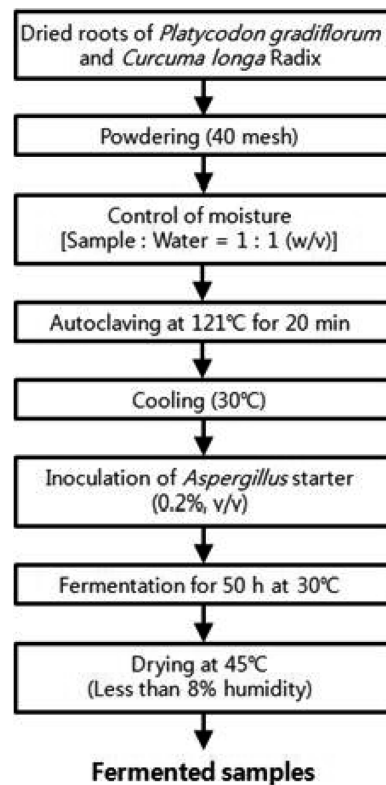 Dried roots of Platycodon gradiflorum
and Curcuma longa Radix
Powdering (40 mesh)
Control of moisture
[Sample : Water = 1 : 1 (w/v)]
Autoclaving at 121℃ for 20 min
Cooling (30℃)
Inoculation of Aspergillus starter
(0.2%, v/v)
Fermentation for 50 h at 30℃
Drying at 45℃
(Less than 8% humidity)
Fermented samples